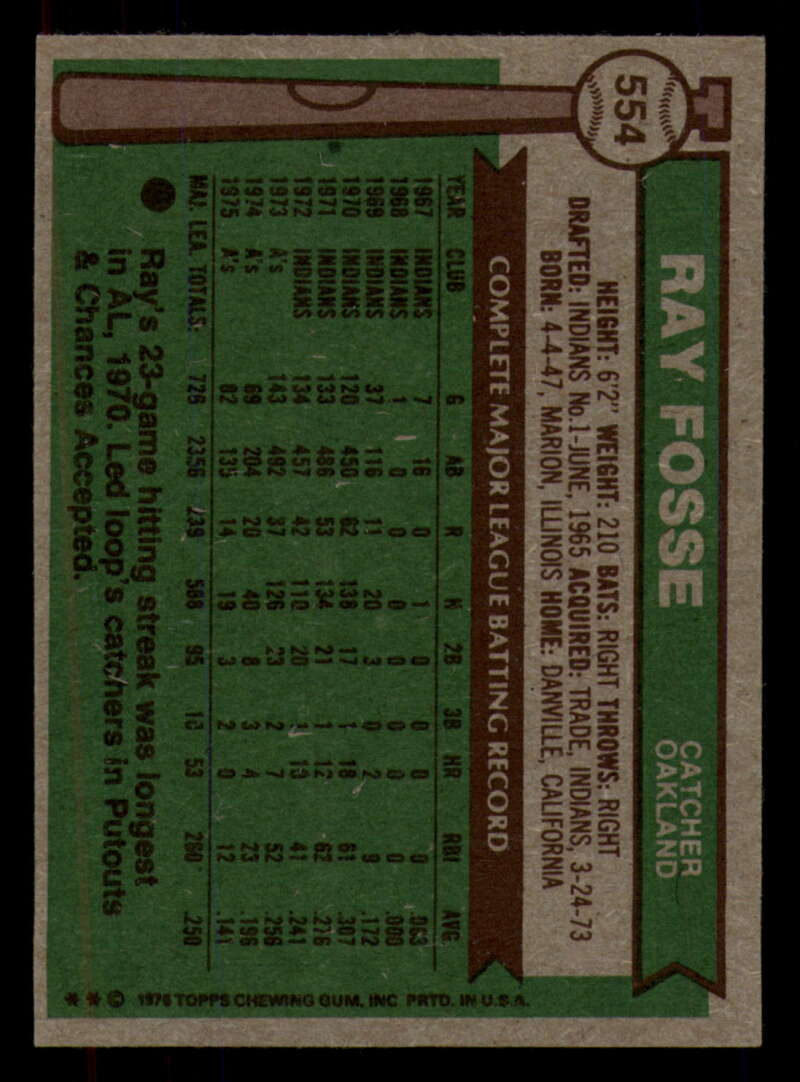 554
RAY FOSSE
CATCHER
OAKLAND
HEIGHT: 6'2" WEIGHT: 210 BATS: RIGHT THROWS: RIGHT
DRAFTED: INDIANS No.1-JUNE, 1965 ACQUIRED: TRADE, INDIANS, 3-24-73
BORN: 4-4-47, MARION, ILLINOIS HOME: DANVILLE, CALIFORNIA
COMPLETE MAJOR LEAGUE BATTING RECORD
YEAR CLUB G AB R H 2B 3B HR RBI AVG.
1967 INDIANS 7 16 0 1 0 0 0 0 .063
1968 INDIANS 1 0 0 0 0 0 0 0 .000
1969 INDIANS 37 116 11 20 3 0 2 9 .172
1970 INDIANS 120 450 62 138 17 1 18 61 .307
1971 INDIANS 133 486 53 134 21 1 12 62 .276
1972 INDIANS 134 457 42 110 20 1 10 41 .241
1973 A's 143 492 37 126 23 2 7 52 .256
1974 A's 69 204 20 40 8 3 4 23 .196
1975 A's 82 136 14 19 3 2 0 12 .141
MAJ. LEA. TOTALS: 726 2356 239 588 95 10 53 260 .250
Ray's 23-game hitting streak was longest
in AL, 1970. Led loop's catchers in Putouts
& Chances Accepted.
**© 1976 TOPPS CHEWING GUM, INC PRTD. IN U.S.A.